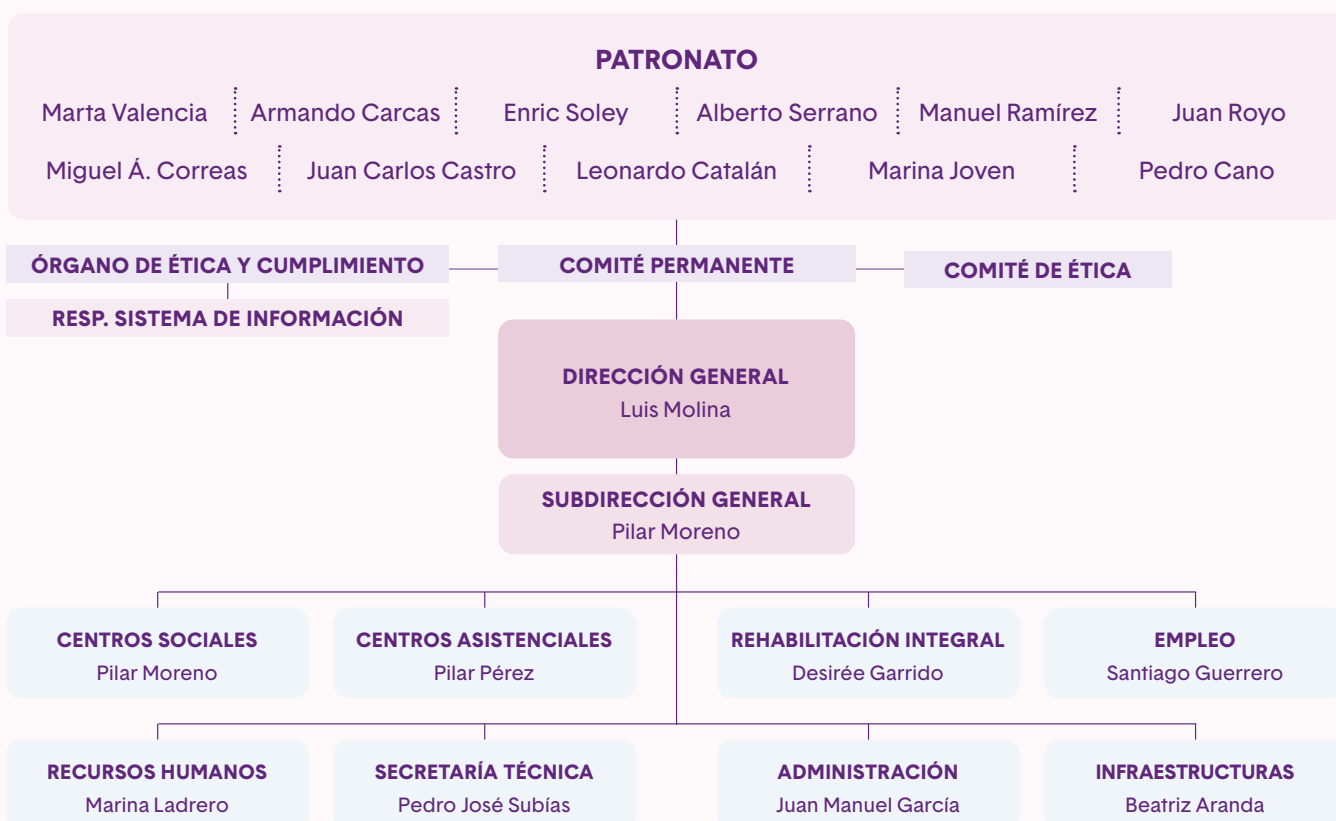 PATRONATO
Marta Valencia Armando Carcas Enric Soley Alberto Serrano Manuel Ramírez Juan Royo
Miguel Á. Correas Juan Carlos Castro Leonardo Catalán Marina Joven Pedro Cano
ÓRGANO DE ÉTICA Y CUMPLIMIENTO COMITÉ PERMANENTE COMITÉ DE ÉTICA
RESP. SISTEMA DE INFORMACIÓN
DIRECCIÓN GENERAL
Luis Molina
SUBDIRECCIÓN GENERAL
Pilar Moreno
CENTROS SOCIALES CENTROS ASISTENCIALES REHABILITACIÓN INTEGRAL EMPLEO
Pilar Moreno Pilar Pérez Desirée Garrido Santiago Guerrero
RECURSOS HUMANOS SECRETARÍA TÉCNICA ADMINISTRACIÓN INFRAESTRUCTURAS
Marina Ladrero Pedro José Subías Juan Manuel García Beatriz Aranda